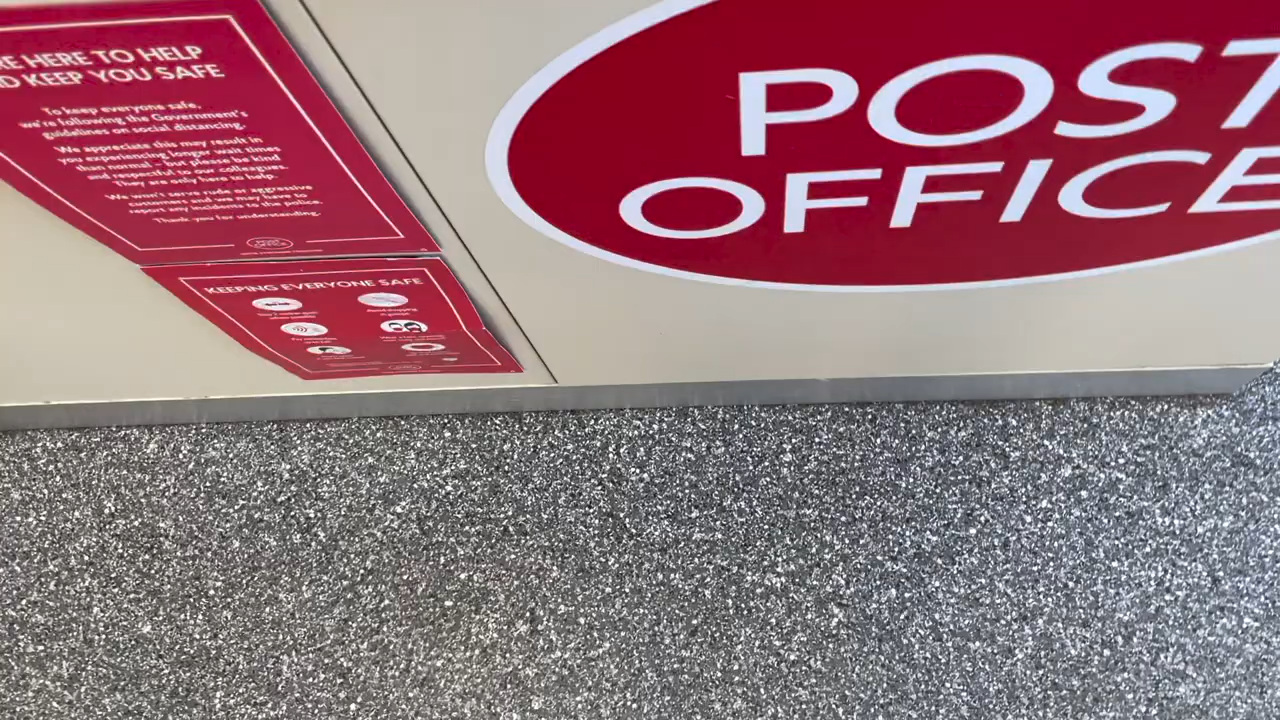 RE HERE TO HELP
D KEEP YOU SAFE
To keep everyone safe,
we're following the Government's
guidelines on social distancing.
We appreciate this may result in
you experiencing longer wait times
than normal - but please be kind
and respectful to our colleagues.
They are only here to help.
We won't serve rude or aggressive
customers and we may have to
report any incidents to the police.
Thank you for understanding.
POST
OFFICE
KEEPING EVERYONE SAFE
POST
OFFICE